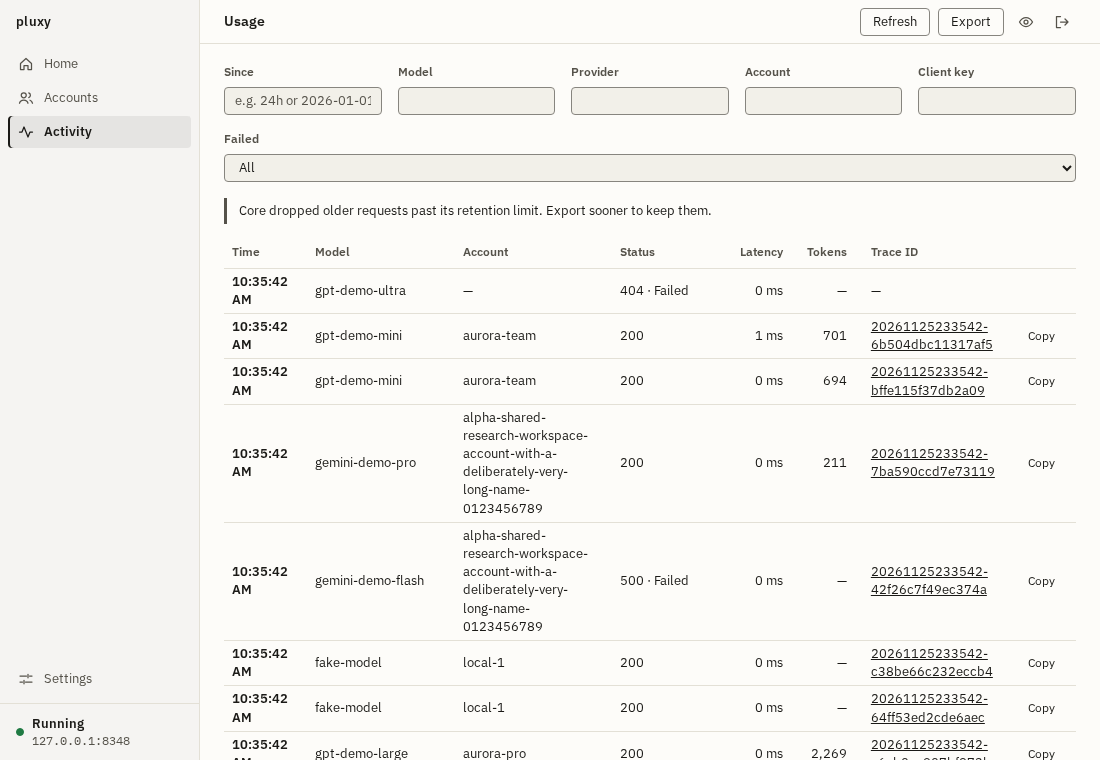 pluxy
Home
Accounts
Activity
Settings
Running
127.0.0.1:8348
Usage
Refresh
Export
Since
Model
Provider
Account
Client key
e.g. 24h or 2026-01-01
Failed
All
Core dropped older requests past its retention limit. Export sooner to keep them.
Time Model Account Status Latency Tokens Trace ID
10:35:42 AM gpt-demo-ultra — 404 · Failed 0 ms — —
10:35:42 AM gpt-demo-mini aurora-team 200 1 ms 701 20261125233542-6b504dbc11317af5 Copy
10:35:42 AM gpt-demo-mini aurora-team 200 0 ms 694 20261125233542-bffe115f37db2a09 Copy
10:35:42 AM gemini-demo-pro alpha-shared-research-workspace-account-with-a-deliberately-very-long-name-0123456789 200 0 ms 211 20261125233542-7ba590ccd7e73119 Copy
10:35:42 AM gemini-demo-flash alpha-shared-research-workspace-account-with-a-deliberately-very-long-name-0123456789 500 · Failed 0 ms — 20261125233542-42f26c7f49ec374a Copy
10:35:42 AM fake-model local-1 200 0 ms — 20261125233542-c38be66c232eccb4 Copy
10:35:42 AM fake-model local-1 200 0 ms — 20261125233542-64ff53ed2cde6aec Copy
10:35:42 gpt-demo-large aurora-pro 200 0 ms 2,269 20261125233542- Copy